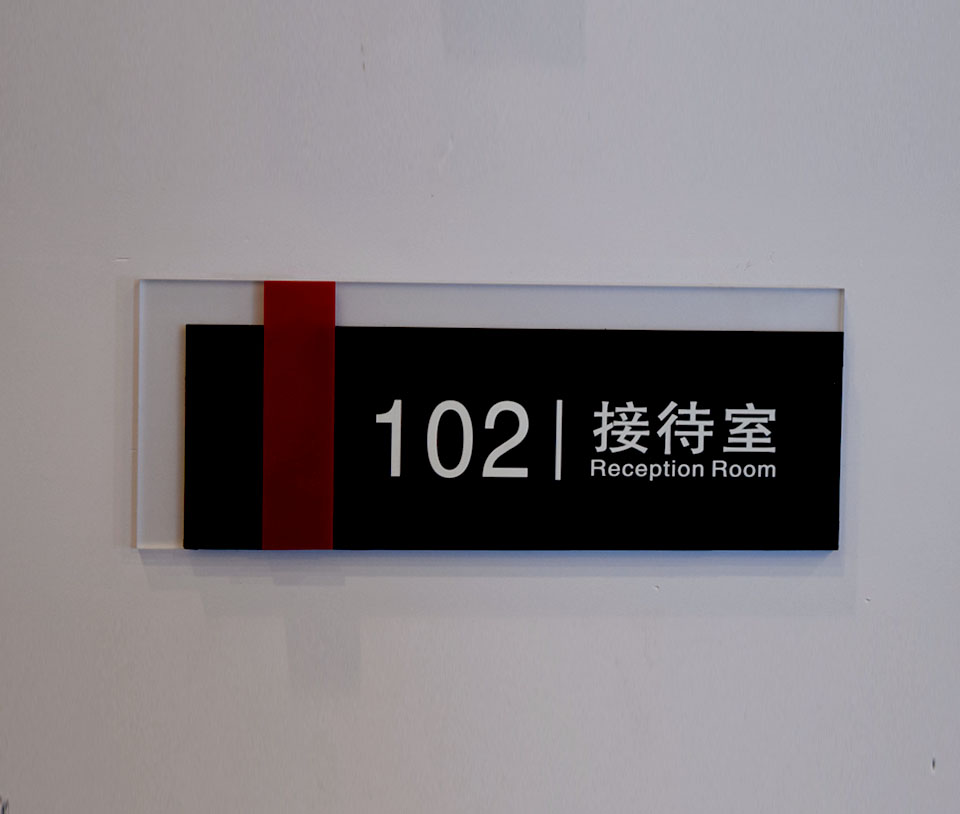 102 | 接待室
Reception Room